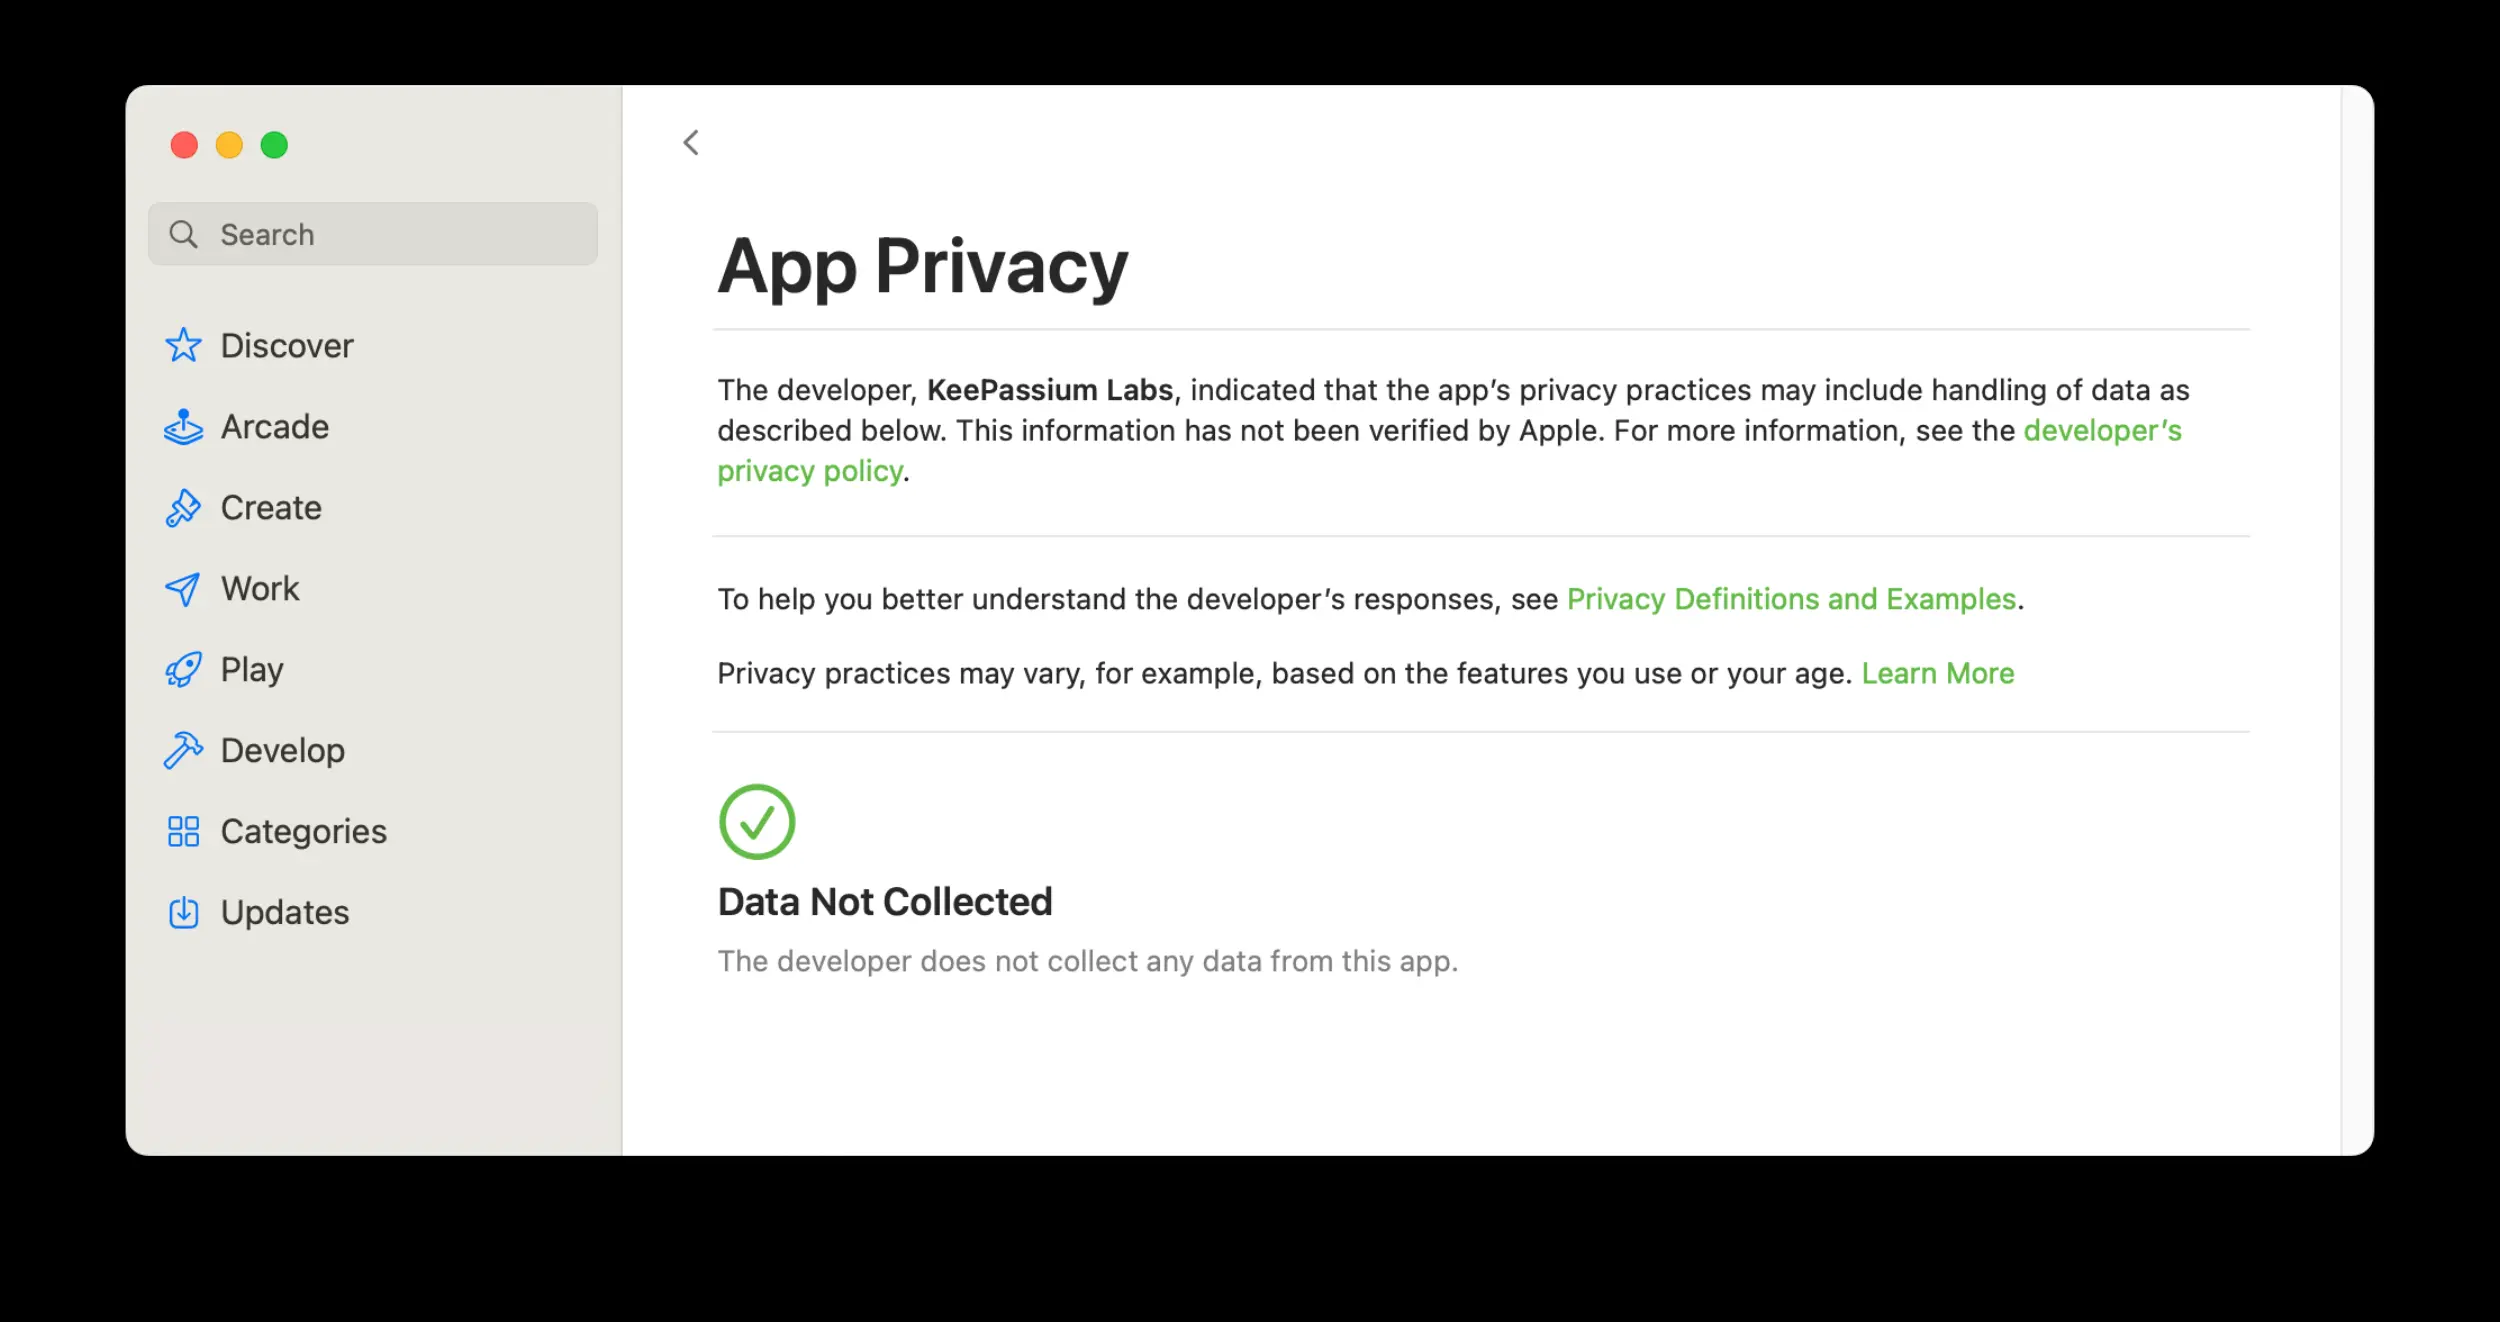 Search
Discover
Arcade
Create
Work
Play
Develop
Categories
Updates
App Privacy
The developer, KeePassium Labs, indicated that the app’s privacy practices may include handling of data as
described below. This information has not been verified by Apple. For more information, see the developer’s
privacy policy.
To help you better understand the developer’s responses, see Privacy Definitions and Examples.
Privacy practices may vary, for example, based on the features you use or your age. Learn More
Data Not Collected
The developer does not collect any data from this app.